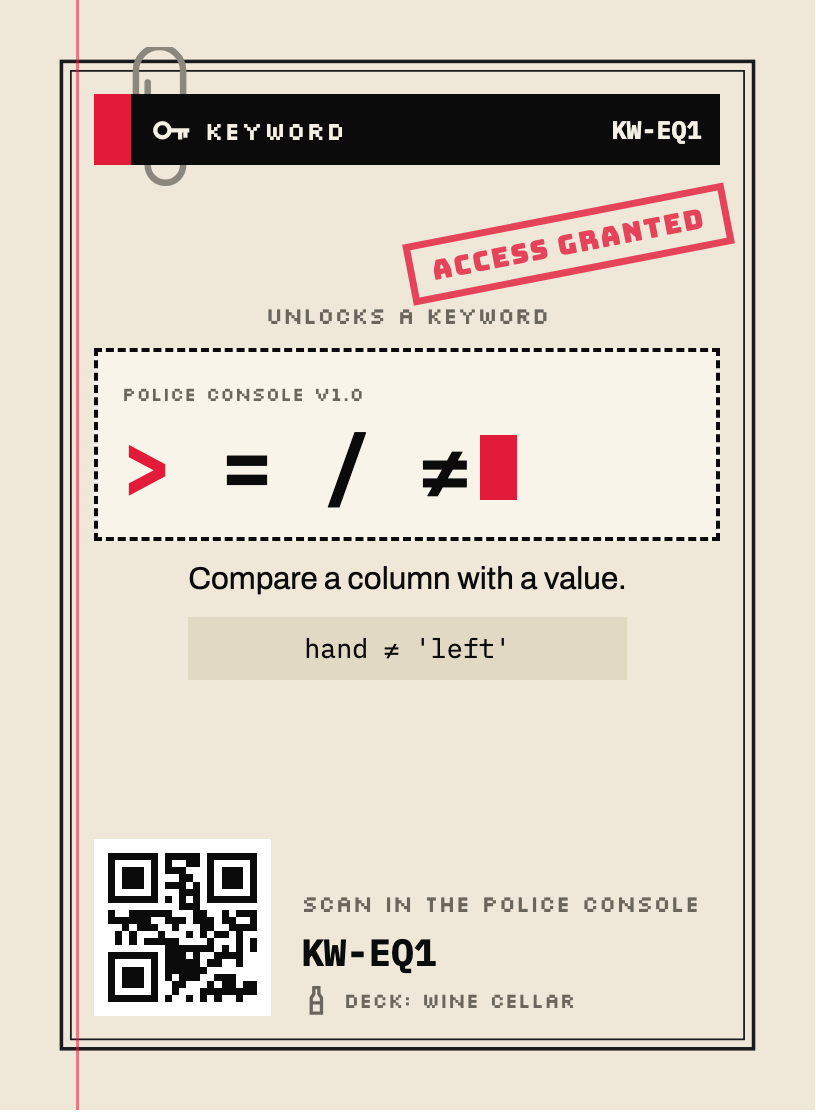 KEYWORD KW-EQ1
ACCESS GRANTED
UNLOCKS A KEYWORD
POLICE CONSOLE V1.0
> = / ≠
Compare a column with a value.
hand ≠ 'left'
SCAN IN THE POLICE CONSOLE
KW-EQ1
DECK: WINE CELLAR